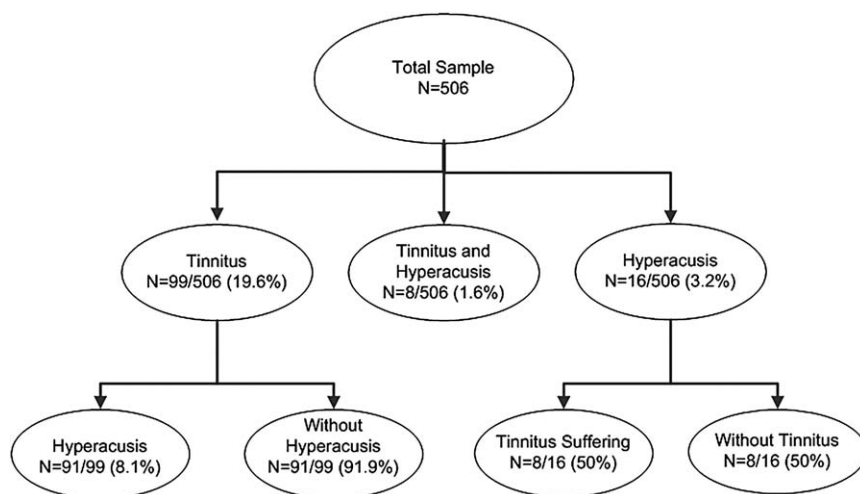 Total Sample
N=506
Tinnitus
N=99/506 (19.6%)
Tinnitus and
Hyperacusis
N=8/506 (1.6%)
Hyperacusis
N=16/506 (3.2%)
Hyperacusis
N=91/99 (8.1%)
Without
Hyperacusis
N=91/99 (91.9%)
Tinnitus Suffering
N=8/16 (50%)
Without Tinnitus
N=8/16 (50%)